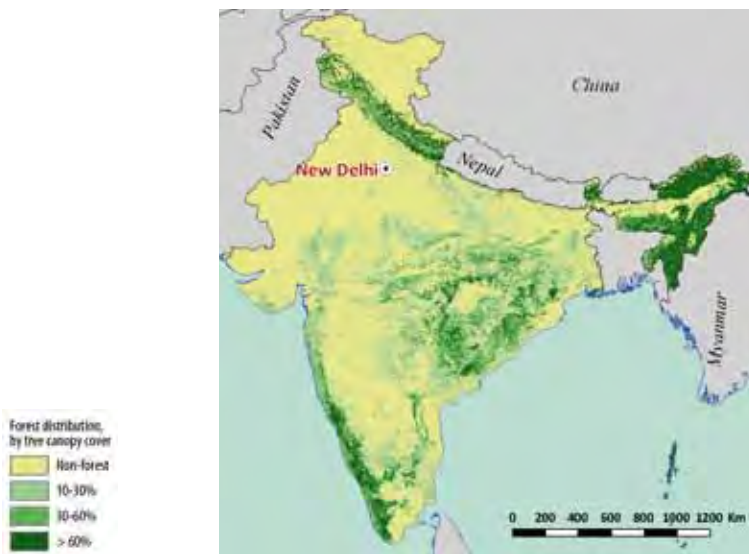 China
Pakistan
New Delhi
Nepal
Myanmar
Forest distribution,
by tree canopy cover
Non-forest
10-30%
30-60%
> 60%
0 200 400 600 800 1000 1200 Km